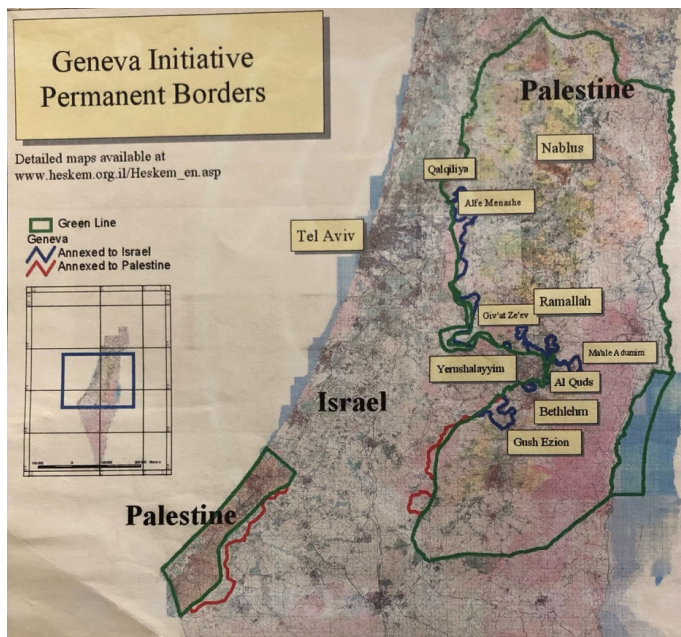 Geneva Initiative
Permanent Borders
Detailed maps available at
www.heskem.org.il/Heskem_en.asp
Green Line
Geneva
Annexed to Israel
Annexed to Palestine
Palestine
Nablus
Qalqiliya
Alfe Menashe
Tel Aviv
Ramallah
Giv'at Ze'ev
Ma'ale Adumim
Yerushalayyim
Al Quds
Israel
Bethlehm
Gush Ezion
Palestine